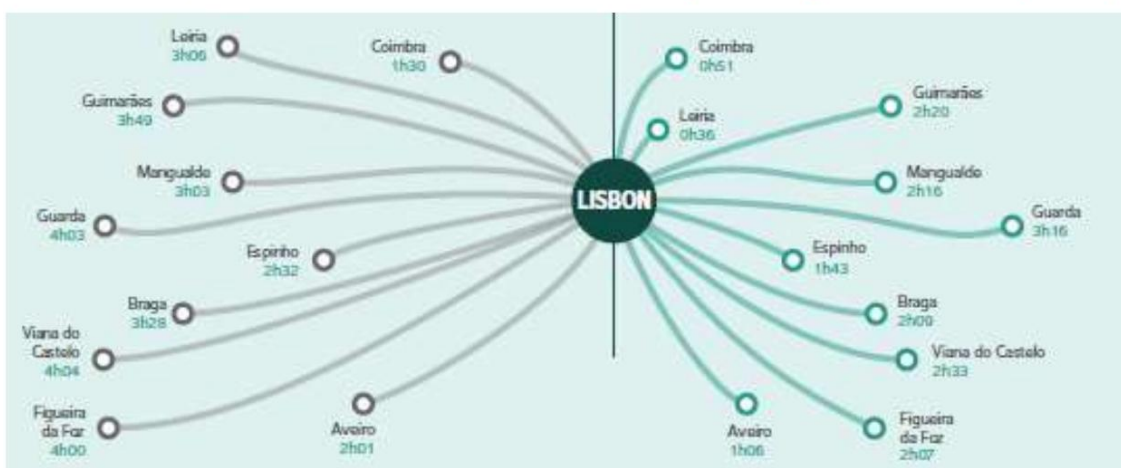 Leiria
3h06
Coimbra
1h30
Guimarães
3h49
Mangualde
3h03
Guarda
4h03
Espinho
2h32
Braga
3h28
Viana do
Castelo
4h04
Figueira
da Foz
4h00
Aveiro
2h01
LISBON
Coimbra
0h51
Leiria
0h36
Guimarães
2h20
Mangualde
2h16
Guarda
3h16
Espinho
1h43
Braga
2h09
Viana do Castelo
2h33
Aveiro
1h06
Figueira
da Foz
2h07